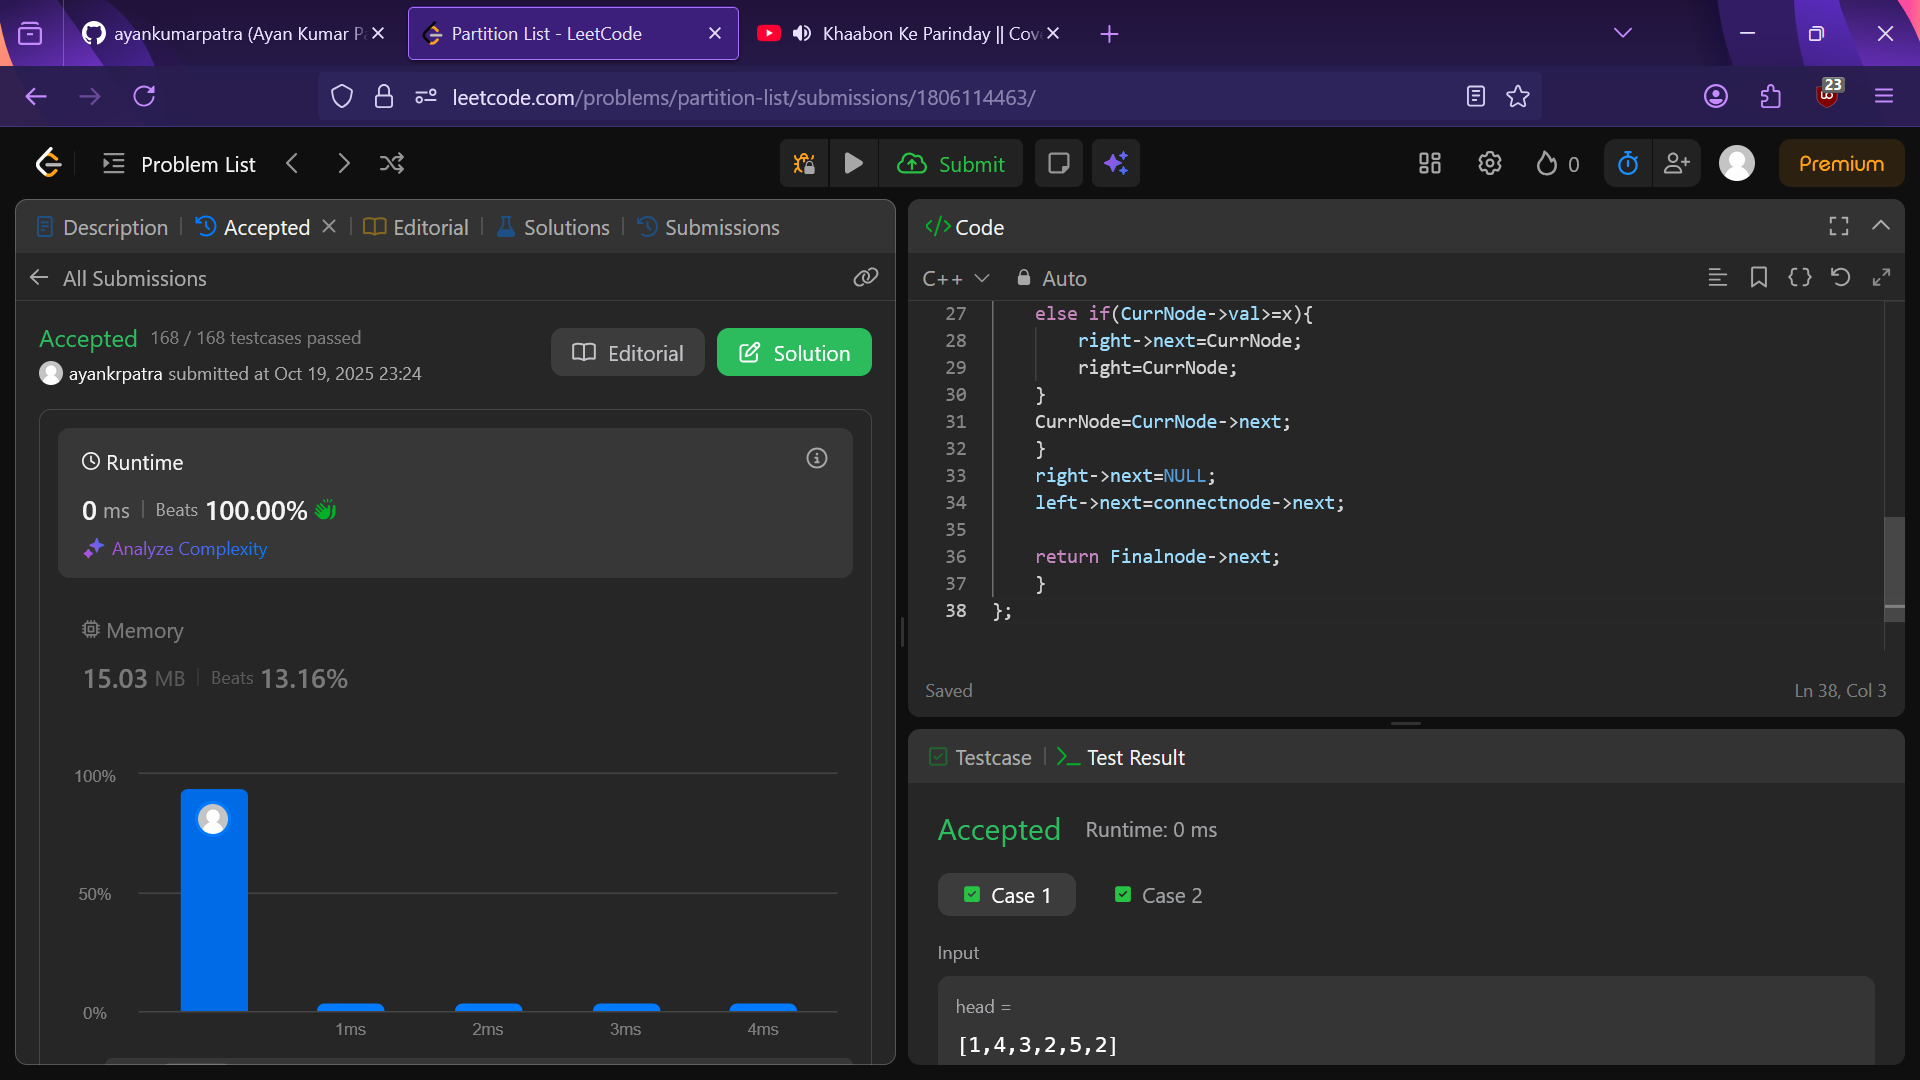 ayankumarpatra (Ayan Kumar P
Partition List - LeetCode
Khaabon Ke Parinday || Cov
leetcode.com/problems/partition-list/submissions/1806114463/
23
Problem List
Submit
0
Premium
Description
Accepted
Editorial
Solutions
Submissions
All Submissions
Accepted 168 / 168 testcases passed
ayankrpatra submitted at Oct 19, 2025 23:24
Editorial
Solution
Runtime
0 ms Beats 100.00%
Analyze Complexity
Memory
15.03 MB Beats 13.16%
100%
50%
0%
1ms
2ms
3ms
4ms
</> Code
C++
Auto
27 else if(CurrNode->val>=x){
28 right->next=CurrNode;
29 right=CurrNode;
30 }
31 CurrNode=CurrNode->next;
32 }
33 right->next=NULL;
34 left->next=connectnode->next;
35
36 return Finalnode->next;
37 }
38 };
Saved
Ln 38, Col 3
Testcase
Test Result
Accepted Runtime: 0 ms
Case 1
Case 2
Input
head =
[1,4,3,2,5,2]